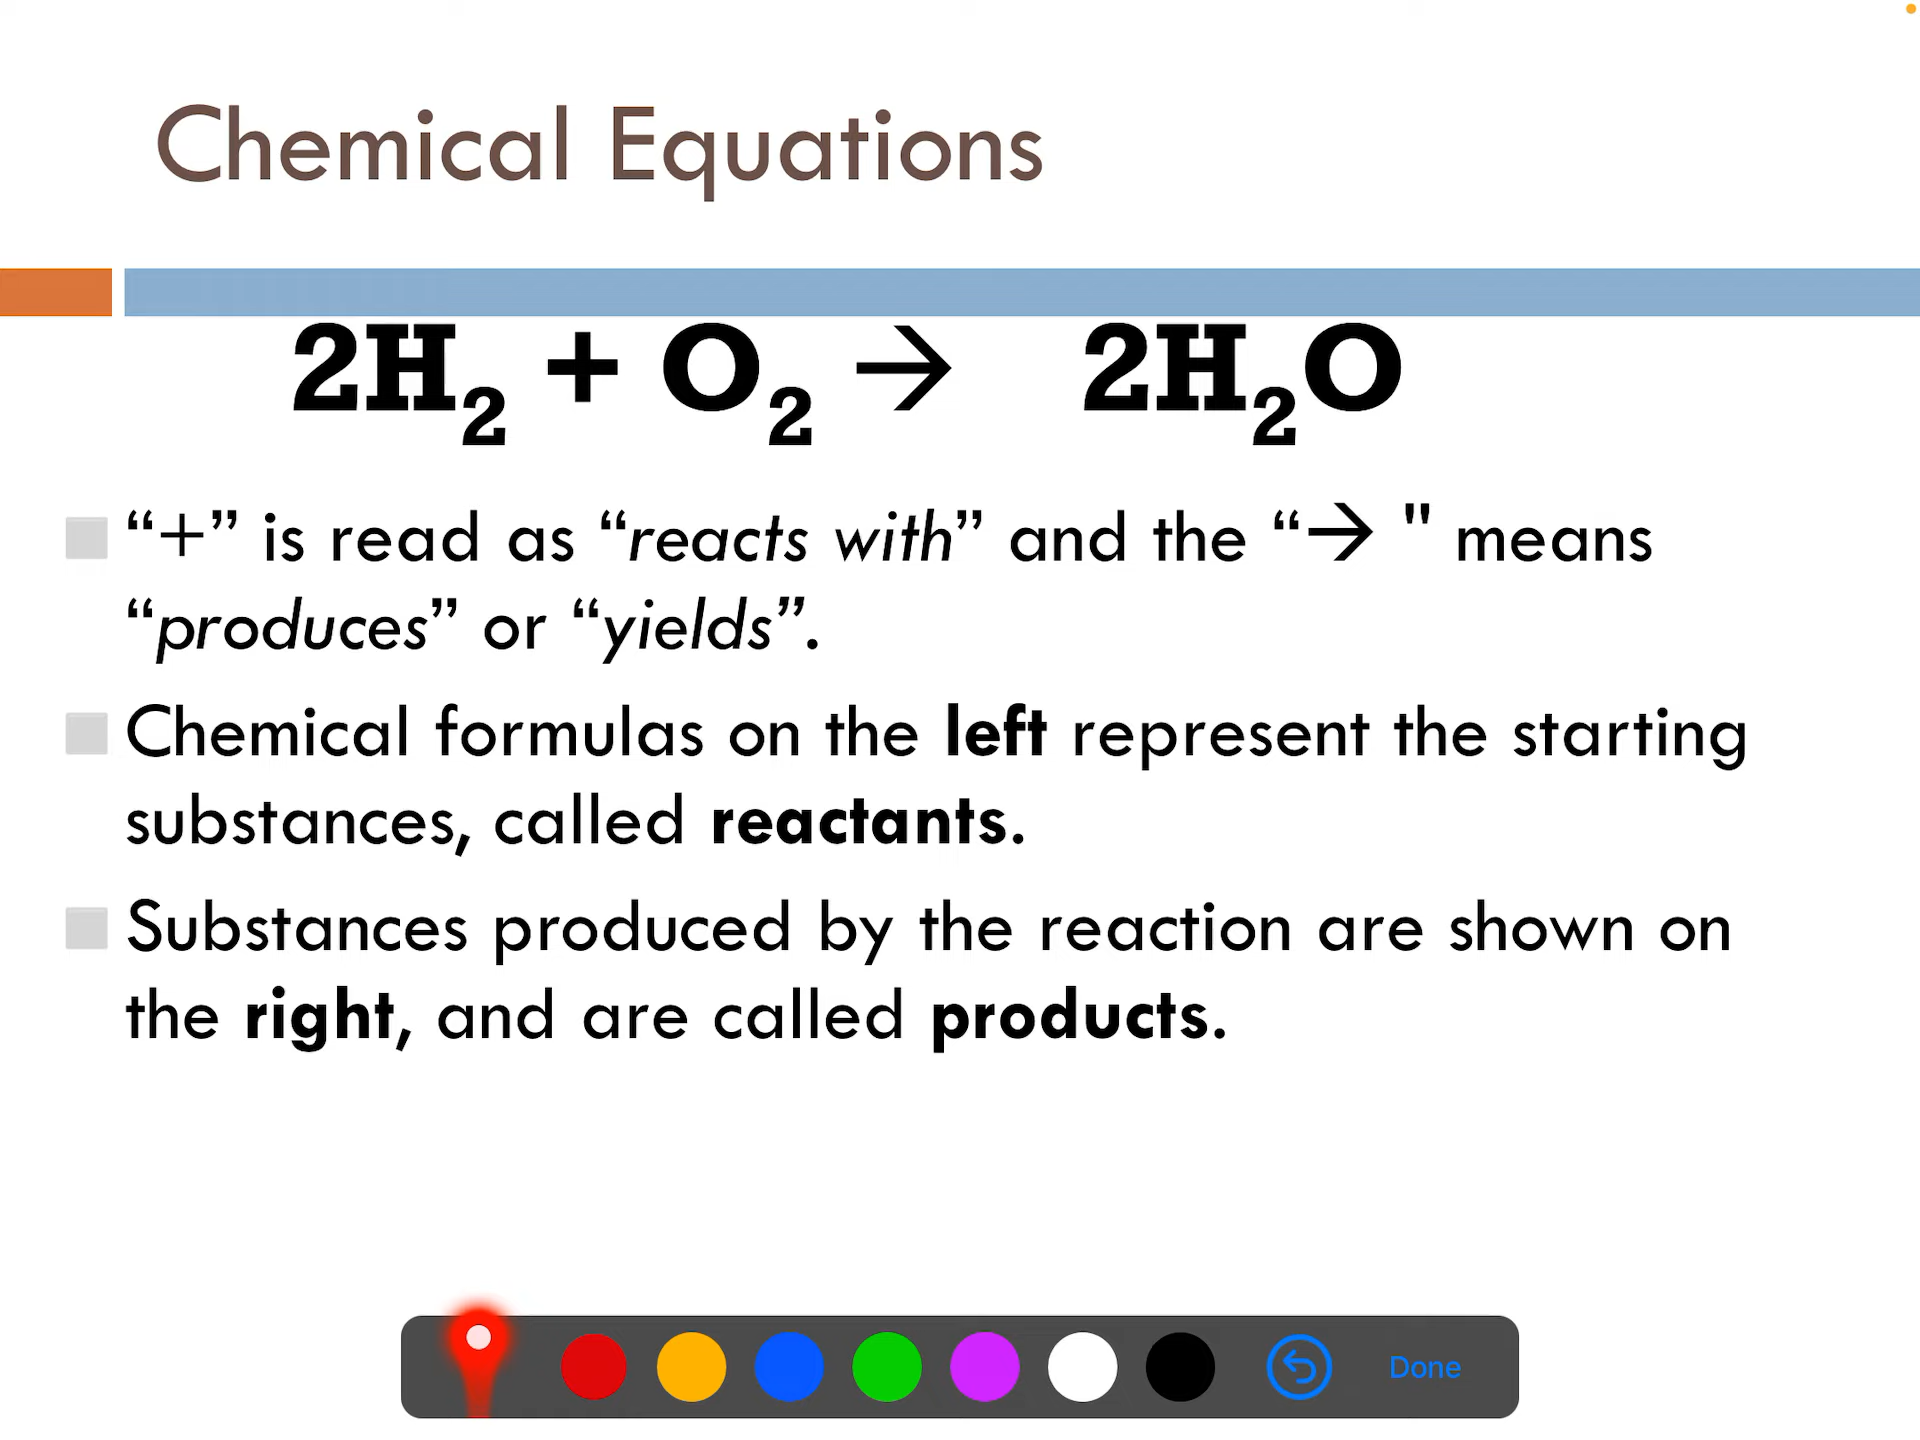 Chemical Equations
2H₂ + O₂ → 2H₂O
“+” is read as “reacts with” and the “→ " means
“produces” or “yields”.
Chemical formulas on the left represent the starting
substances, called reactants.
Substances produced by the reaction are shown on
the right, and are called products.
Done